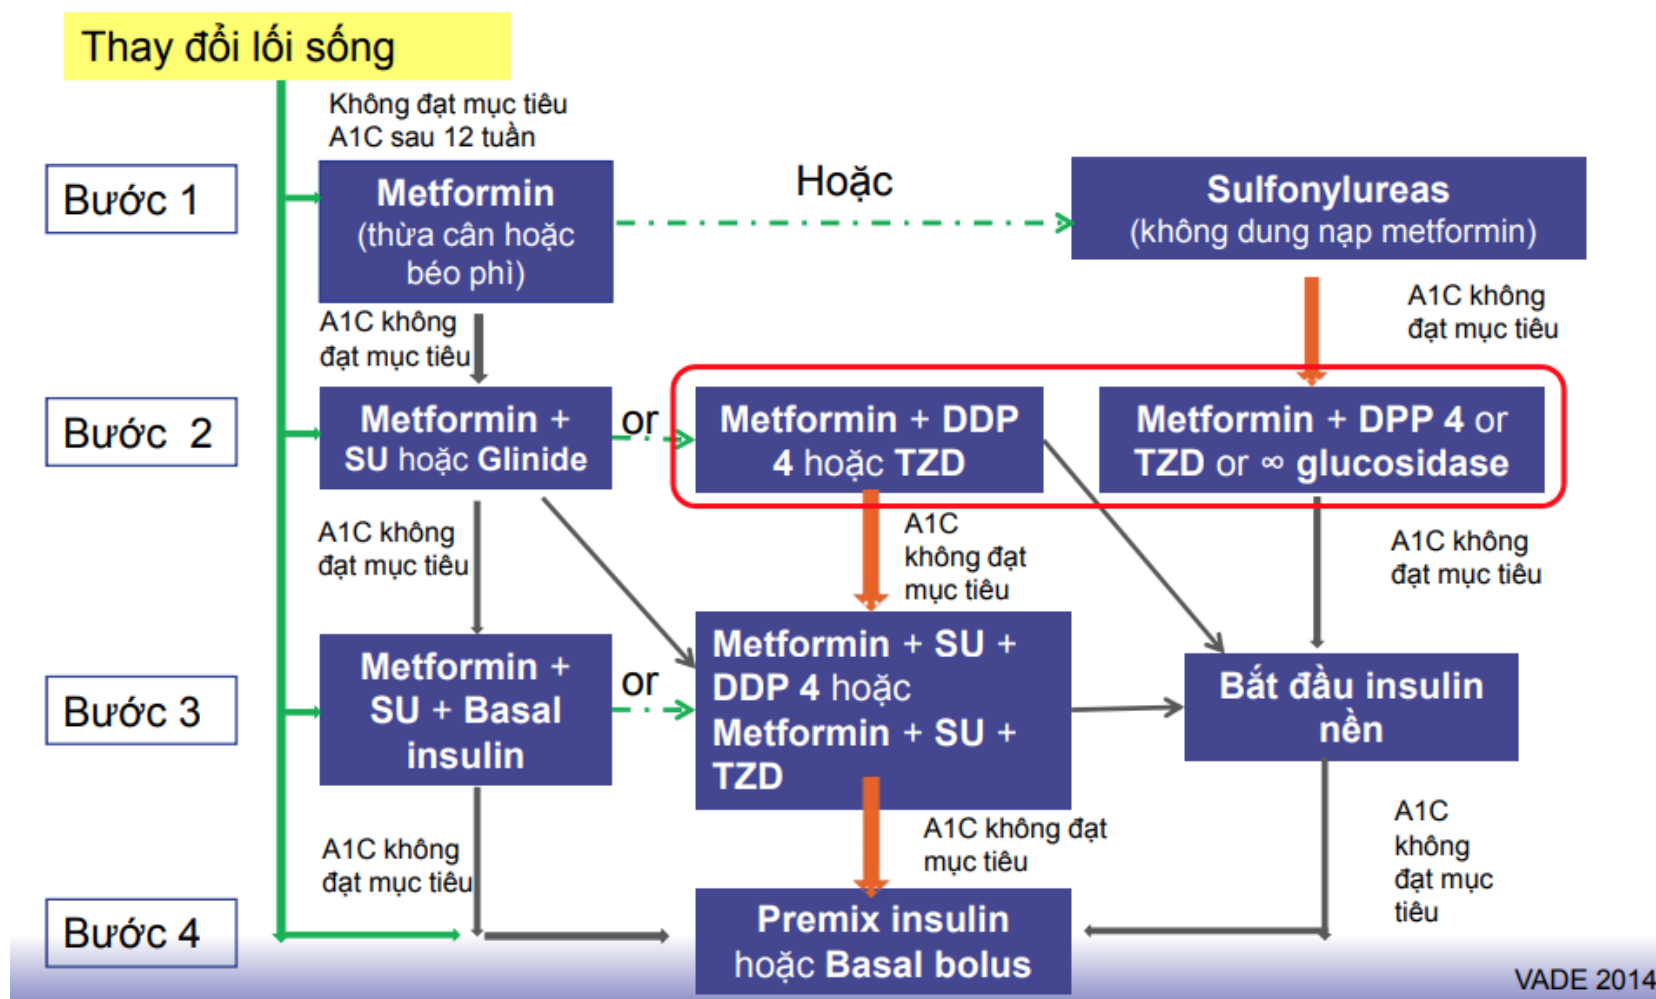 Thay đổi lối sống
Không đạt mục tiêu
A1C sau 12 tuần
Bước 1
Metformin
(thừa cân hoặc
béo phì)
Hoặc
Sulfonylureas
(không dung nạp metformin)
A1C không
đạt mục tiêu
A1C không
đạt mục tiêu
Bước 2
Metformin +
SU hoặc Glinide
or
Metformin + DDP
4 hoặc TZD
Metformin + DPP 4 or
TZD or ∞ glucosidase
A1C không
đạt mục tiêu
A1C
không đạt
mục tiêu
A1C không
đạt mục tiêu
Bước 3
Metformin +
SU + Basal
insulin
or
Metformin + SU +
DDP 4 hoặc
Metformin + SU +
TZD
Bắt đầu insulin
nền
A1C không
đạt mục tiêu
A1C không đạt
mục tiêu
A1C
không
đạt mục
tiêu
Bước 4
Premix insulin
hoặc Basal bolus
VADE 2014